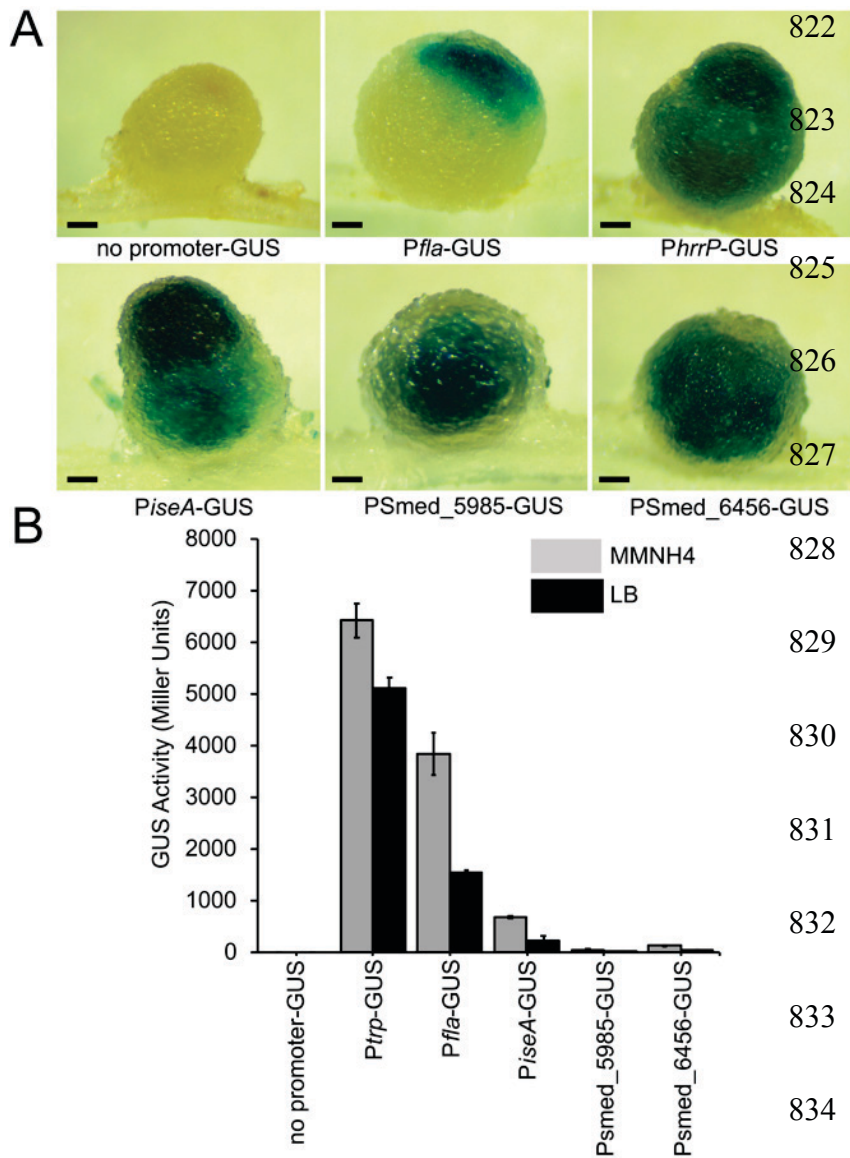 A
822
823
824
no promoter-GUS
Pfla-GUS
PhrrP-GUS
825
826
827
PiseA-GUS
PSmed_5985-GUS
PSmed_6456-GUS
B
828
829
830
831
832
833
834
MMNH4
LB
GUS Activity (Miller Units)
8000
7000
6000
5000
4000
3000
2000
1000
0
no promoter-GUS
Ptrp-GUS
Pfla-GUS
PiseA-GUS
Psmed_5985-GUS
Psmed_6456-GUS